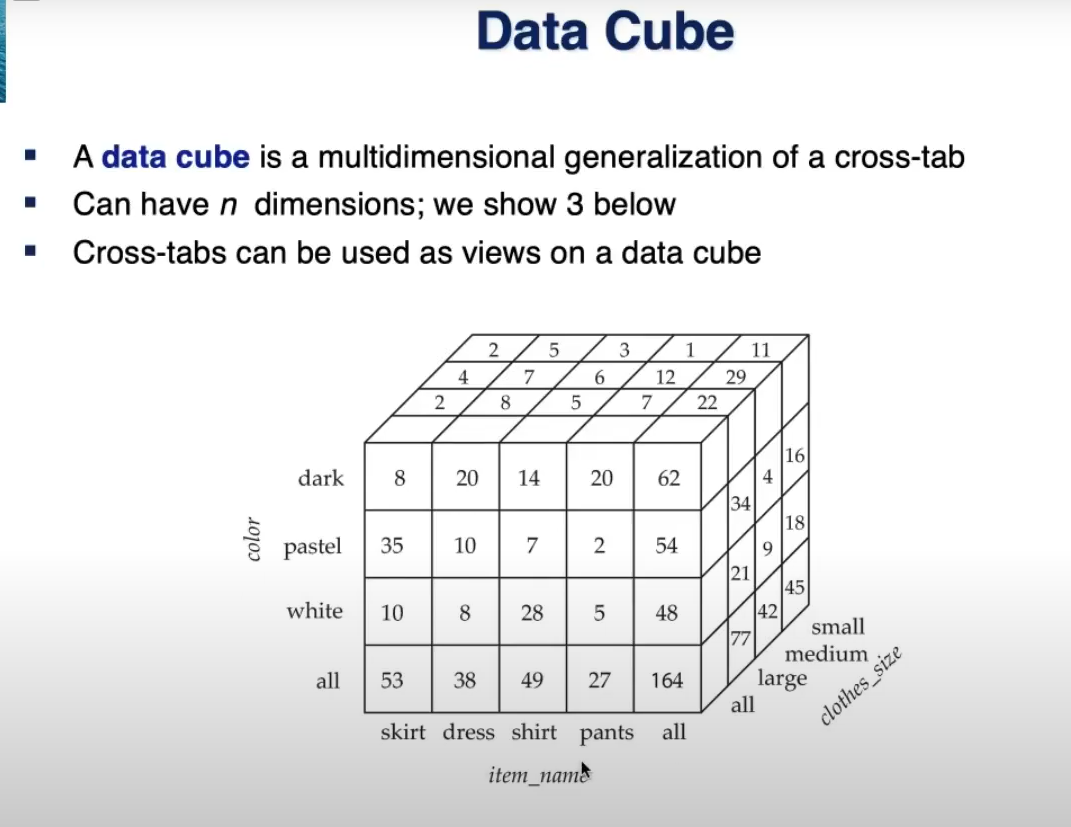 Data Cube
A data cube is a multidimensional generalization of a cross-tab
Can have n dimensions; we show 3 below
Cross-tabs can be used as views on a data cube
2 5 3 1 11
4 7 6 12 29
2 8 5 7 22
dark 8 20 14 20 62
16
4
34
pastel 35 10 7 2 54
18
9
21
white 10 8 28 5 48
45
42
77
all 53 38 49 27 164
small
medium
large
all
skirt dress shirt pants all
color
item_name
clothes_size